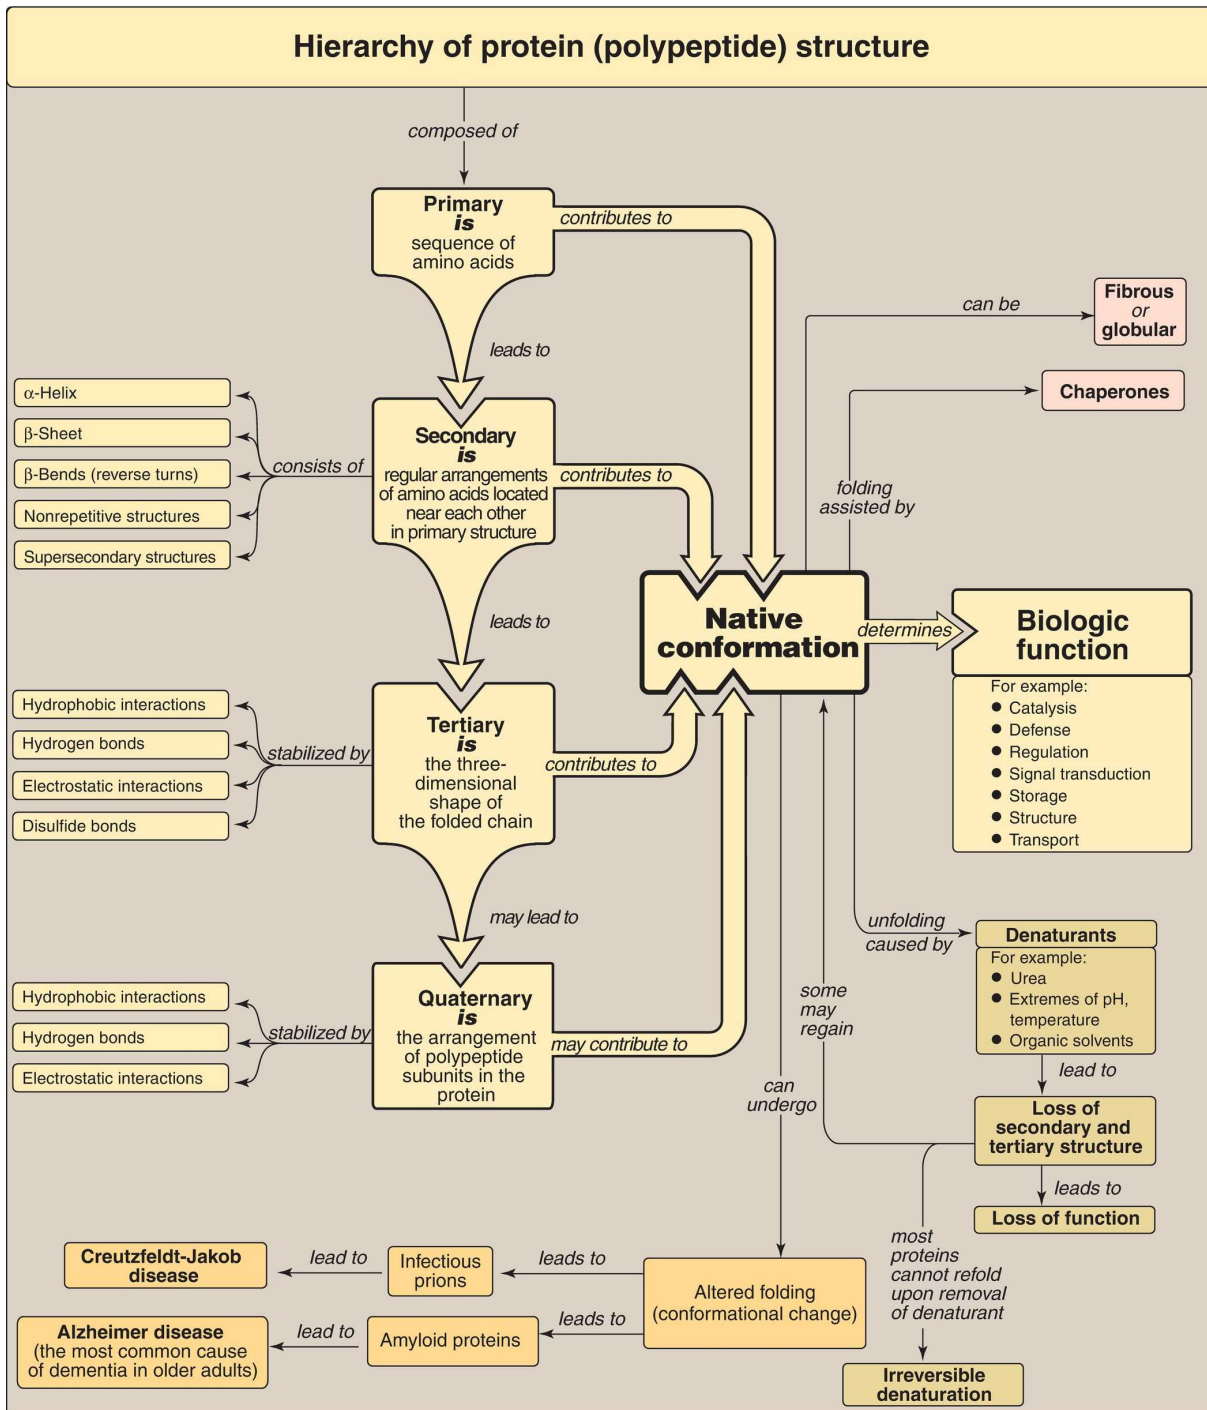 Hierarchy of protein (polypeptide) structure
composed of
Primary
is
sequence of
amino acids
contributes to
leads to
can be
Fibrous
or
globular
Chaperones
folding
assisted by
α-Helix
β-Sheet
β-Bends (reverse turns)
Nonrepetitive structures
Supersecondary structures
consists of
Secondary
is
regular arrangements
of amino acids located
near each other
in primary structure
contributes to
leads to
Native
conformation
determines
Biologic
function
For example:
● Catalysis
● Defense
● Regulation
● Signal transduction
● Storage
● Structure
● Transport
Hydrophobic interactions
Hydrogen bonds
Electrostatic interactions
Disulfide bonds
stabilized by
Tertiary
is
the three-
dimensional
shape of
the folded chain
contributes to
may lead to
unfolding
caused by
Denaturants
For example:
● Urea
● Extremes of pH,
temperature
● Organic solvents
lead to
Loss of
secondary and
tertiary structure
leads to
Loss of function
some
may
regain
Hydrophobic interactions
Hydrogen bonds
Electrostatic interactions
stabilized by
Quaternary
is
the arrangement
of polypeptide
subunits in the
protein
may contribute to
can
undergo
most
proteins
cannot refold
upon removal
of denaturant
Irreversible
denaturation
Altered folding
(conformational change)
leads to
Infectious
prions
lead to
Creutzfeldt-Jakob
disease
leads to
Amyloid proteins
lead to
Alzheimer disease
(the most common cause
of dementia in older adults)